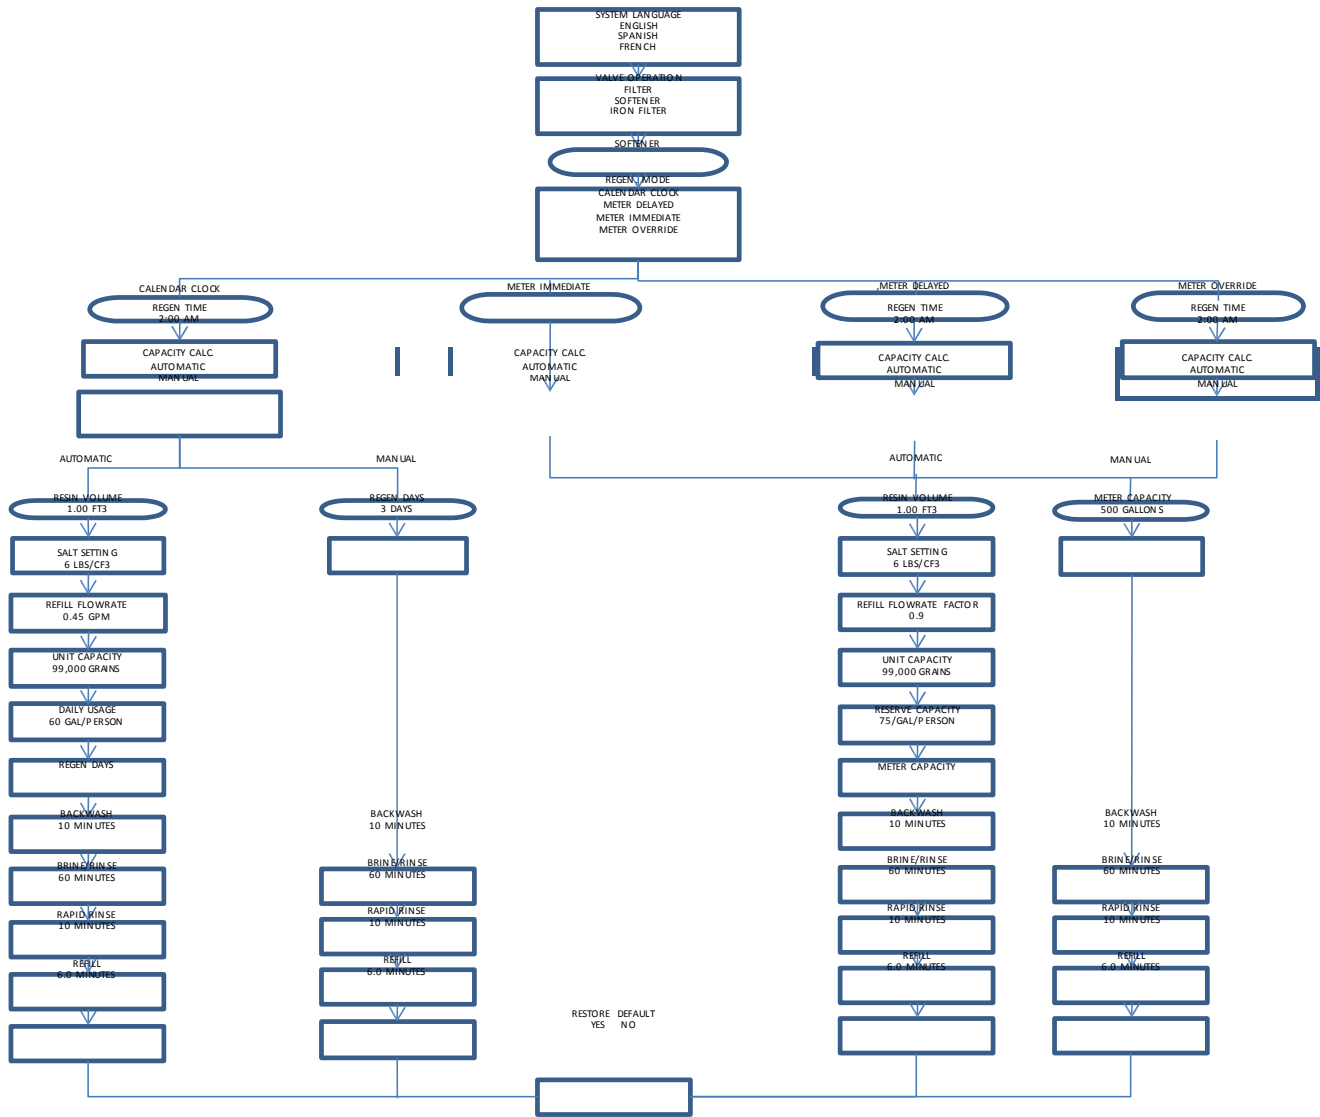 SYSTEM LANGUAGE
ENGLISH
SPANISH
FRENCH
VALVE OPERATION
FILTER
SOFTENER
IRON FILTER
SOFTENER
REGEN MODE
CALENDAR CLOCK
METER DELAYED
METER IMMEDIATE
METER OVERRIDE
CALENDAR CLOCK
REGEN TIME
2:00 AM
CAPACITY CALC.
AUTOMATIC
MANUAL
METER IMMEDIATE
CAPACITY CALC.
AUTOMATIC
MANUAL
METER DELAYED
REGEN TIME
2:00 AM
CAPACITY CALC.
AUTOMATIC
MANUAL
METER OVERRIDE
REGEN TIME
2:00 AM
CAPACITY CALC.
AUTOMATIC
MANUAL
AUTOMATIC
RESIN VOLUME
1.00 FT3
SALT SETTING
6 LBS/CF3
REFILL FLOWRATE
0.45 GPM
UNIT CAPACITY
99,000 GRAINS
DAILY USAGE
60 GAL/PERSON
REGEN DAYS
BACKWASH
10 MINUTES
BRINE/RINSE
60 MINUTES
RAPID RINSE
10 MINUTES
REFILL
6.0 MINUTES
MANUAL
REGEN DAYS
3 DAYS
BACKWASH
10 MINUTES
BRINE/RINSE
60 MINUTES
RAPID RINSE
10 MINUTES
REFILL
6.0 MINUTES
AUTOMATIC
RESIN VOLUME
1.00 FT3
SALT SETTING
6 LBS/CF3
REFILL FLOWRATE FACTOR
0.9
UNIT CAPACITY
99,000 GRAINS
RESERVE CAPACITY
75/GAL/PERSON
METER CAPACITY
BACKWASH
10 MINUTES
BRINE/RINSE
60 MINUTES
RAPID RINSE
10 MINUTES
REFILL
6.0 MINUTES
MANUAL
METER CAPACITY
500 GALLONS
BACKWASH
10 MINUTES
BRINE/RINSE
60 MINUTES
RAPID RINSE
10 MINUTES
REFILL
6.0 MINUTES
RESTORE DEFAULT
YES NO